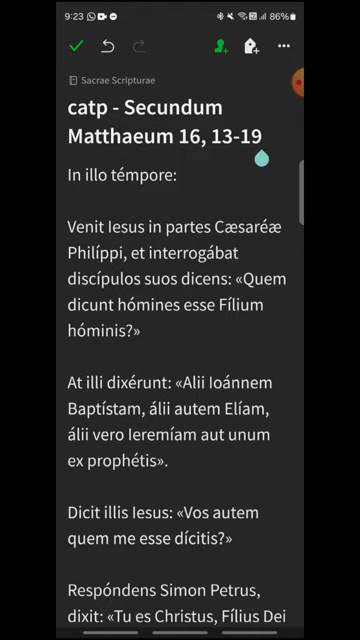 9:23
86%
Sacrae Scripturae
catp - Secundum
Matthaeum 16, 13-19
In illo témpore:
Venit Iesus in partes Cæsaréæ
Philíppi, et interrogábat
discípulos suos dicens: «Quem
dicunt hómines esse Fílium
hóminis?»
At illi dixérunt: «Alii Ioánnem
Baptístam, álii autem Elíam,
álii vero Ieremíam aut unum
ex prophétis».
Dicit illis Iesus: «Vos autem
quem me esse dícitis?»
Respóndens Simon Petrus,
dixit: «Tu es Christus, Fílius Dei